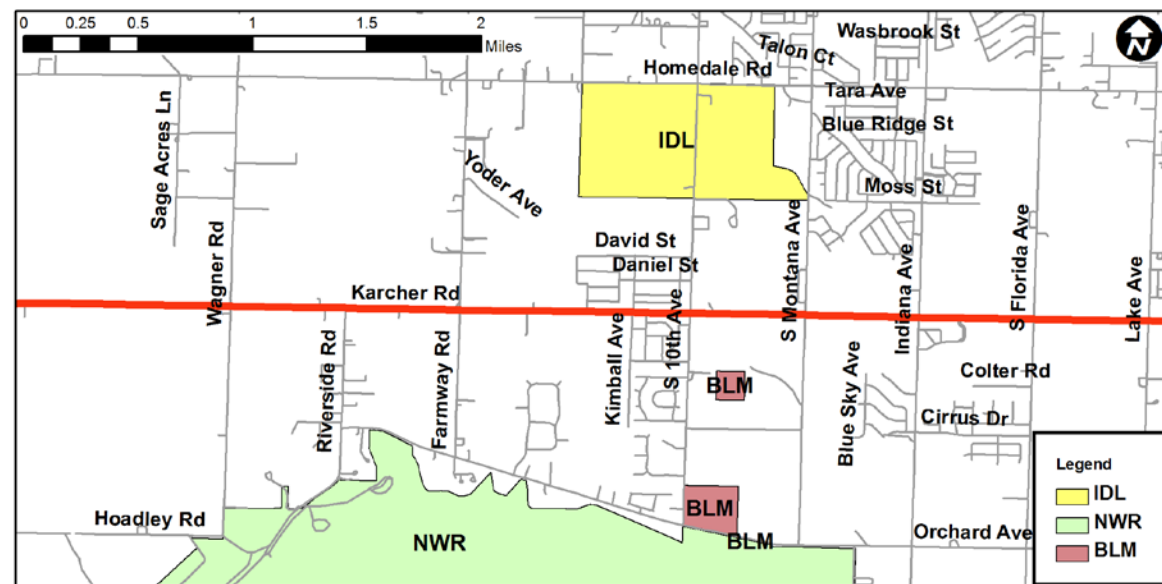 0 0.25 0.5 1 1.5 2
Miles
N
Wasbrook St
Talon Ct
Homedale Rd
Tara Ave
Sage Acres Ln
Blue Ridge St
IDL
Yoder Ave
Moss St
David St
Daniel St
Wagner Rd
S Montana Ave
Indiana Ave
S Florida Ave
Lake Ave
Karcher Rd
Riverside Rd
Farmway Rd
Kimball Ave
S 10th Ave
BLM
Blue Sky Ave
Colter Rd
Cirrus Dr
Hoadley Rd
NWR
BLM
BLM
Orchard Ave
Legend
IDL
NWR
BLM